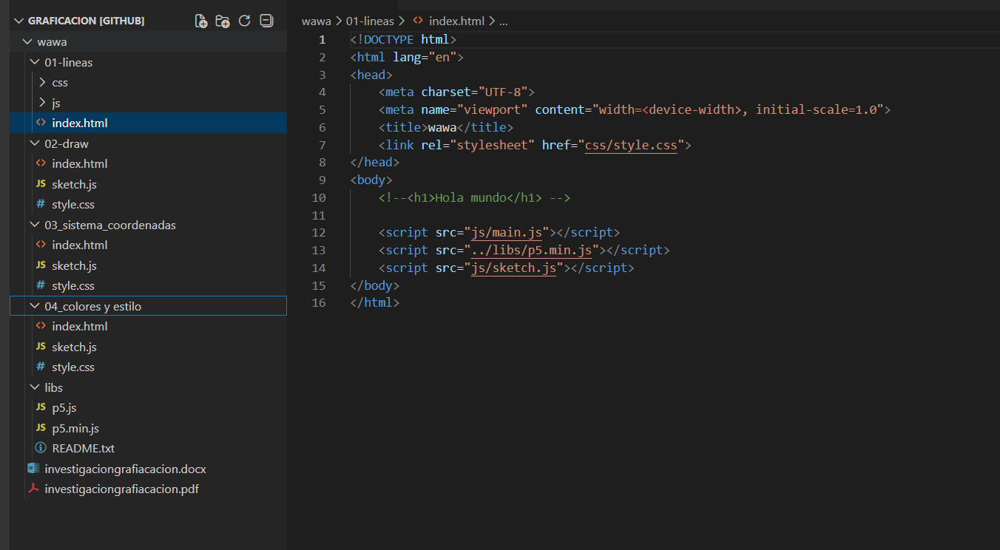 GRAFICACION [GITHUB]
wawa
01-lineas
css
js
index.html
02-draw
index.html
JS sketch.js
# style.css
03_sistema_coordenadas
index.html
JS sketch.js
# style.css
04_colores y estilo
index.html
JS sketch.js
# style.css
libs
JS p5.js
JS p5.min.js
README.txt
investigaciongrafiacacion.docx
investigaciongrafiacacion.pdf
wawa > 01-lineas > <> index.html > ...
1 <!DOCTYPE html>
2 <html lang="en">
3 <head>
4 <meta charset="UTF-8">
5 <meta name="viewport" content="width=<device-width>, initial-scale=1.0">
6 <title>wawa</title>
7 <link rel="stylesheet" href="css/style.css">
8 </head>
9 <body>
10 <!--<h1>Hola mundo</h1> -->
11
12 <script src="js/main.js"></script>
13 <script src="../libs/p5.min.js"></script>
14 <script src="js/sketch.js"></script>
15 </body>
16 </html>